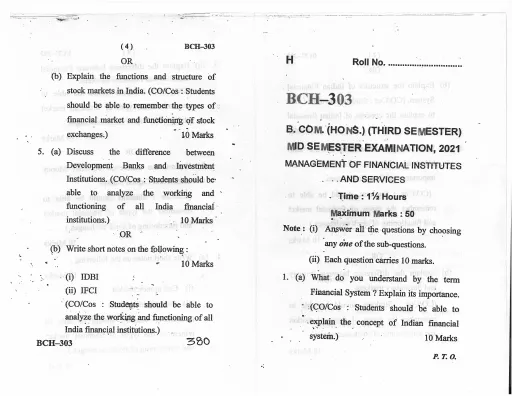 ( 4 ) BCH–303
OR
(b) Explain the functions and structure of
stock markets in India. (CO/Cos : Students
should be able to remember the types of
financial market and functioning of stock
exchanges.) 10 Marks
5. (a) Discuss the difference between
Development Banks and Investment
Institutions. (CO/Cos : Students should be
able to analyze the working and
functioning of all India financial
institutions.) 10 Marks
OR
(b) Write short notes on the following :
10 Marks
(i) IDBI
(ii) IFCI
(CO/Cos : Students should be able to
analyze the working and functioning of all
India financial institutions.)
BCH–303 380
H Roll No. ..............................
BCH–303
B. COM. (HONS.) (THIRD SEMESTER)
MID SEMESTER EXAMINATION, 2021
MANAGEMENT OF FINANCIAL INSTITUTES
AND SERVICES
Time : 1½ Hours
Maximum Marks : 50
Note : (i) Answer all the questions by choosing
any one of the sub-questions.
(ii) Each question carries 10 marks.
1. (a) What do you understand by the term
Financial System ? Explain its importance.
(CO/Cos : Students should be able to
explain the concept of Indian financial
system.) 10 Marks
P. T. O.